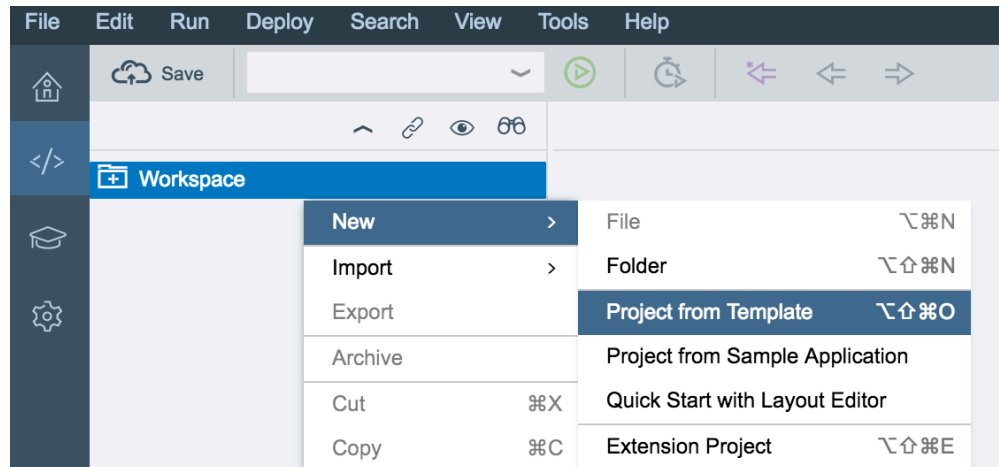 File Edit Run Deploy Search View Tools Help
Save
Workspace
New > File ⌥⌘N
Import > Folder ⌥⇧⌘N
Export Project from Template ⌥⇧⌘O
Archive Project from Sample Application
Cut ⌘X Quick Start with Layout Editor
Copy ⌘C Extension Project ⌥⇧⌘E